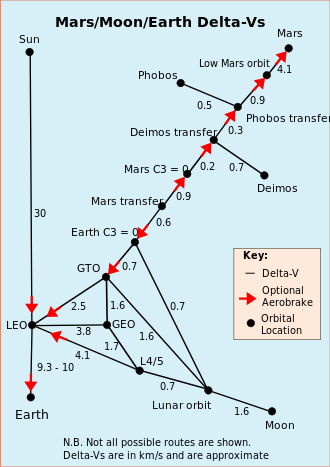 Mars/Moon/Earth Delta-Vs
Sun
Mars
Low Mars orbit
4.1
Phobos
0.9
0.5
Phobos transfer
Deimos transfer
0.3
Mars C3 = 0
0.2
0.7
Deimos
0.9
Mars transfer
30
0.6
Earth C3 = 0
GTO
0.7
Key:
Delta-V
Optional
Aerobrake
Orbital
Location
2.5
1.6
0.7
LEO
3.8
GEO
1.6
4.1
1.7
L4/5
9.3 - 10
0.7
Lunar orbit
1.6
Earth
Moon
N.B. Not all possible routes are shown.
Delta-Vs are in km/s and are approximate